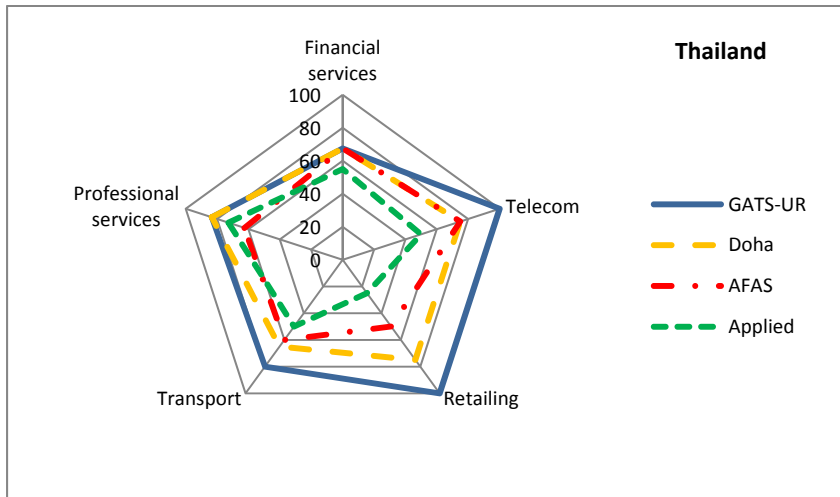 Financial
services
Thailand
100
80
60
40
20
0
Professional
services
Telecom
Transport
Retailing
GATS-UR
Doha
AFAS
Applied